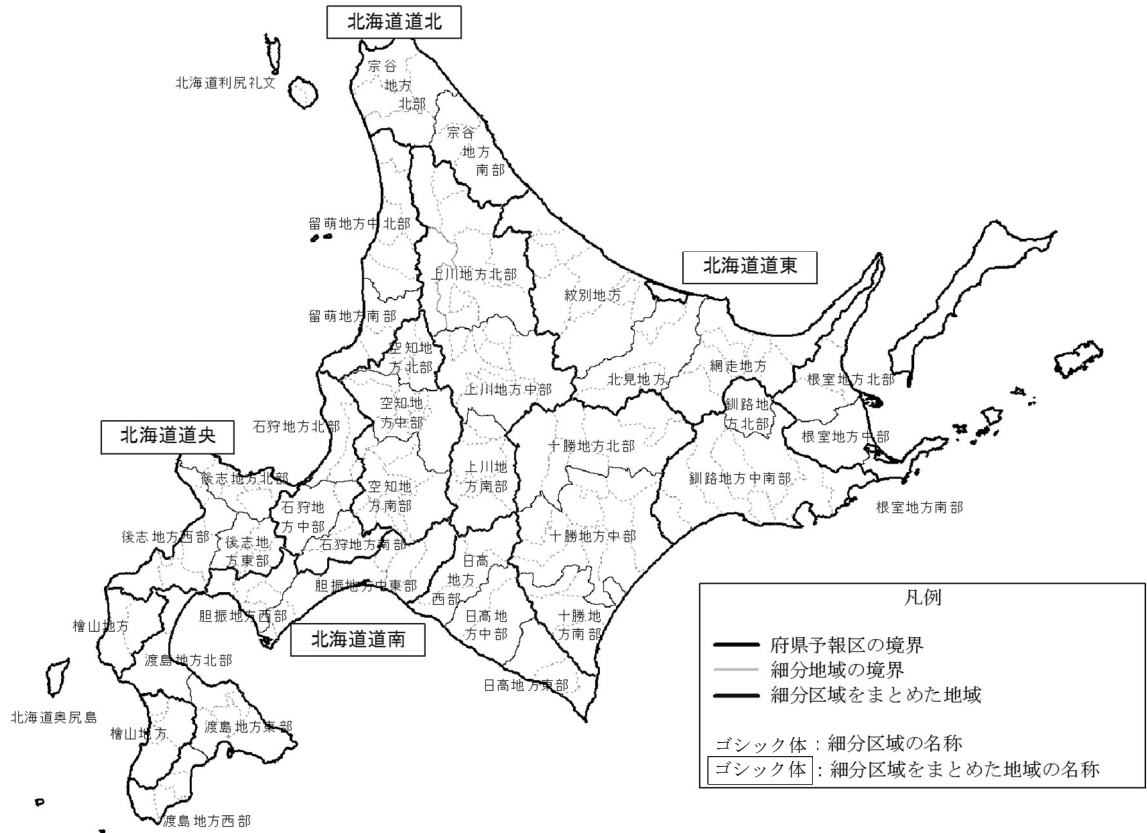 北海道道北
宗谷
地方
北部
北海道利尻礼文
宗谷
地方
南部
留萌地方中北部
上川地方北部
北海道道東
紋別地方
留萌地方南部
空知地
方北部
上川地方中部
北見地方
網走地方
根室地方北部
空知地
方中部
釧路地
方北部
石狩地方北部
北海道道央
十勝地方北部
根室地方中部
上川地
方南部
後志地方北部
空知地
方南部
釧路地方中南部
石狩地
方中部
根室地方南部
後志地方西部
後志地
方東部
石狩地方南部
十勝地方中部
胆振地方中東部
日高
地方
西部
胆振地方西部
日高地
方中部
十勝地
方南部
檜山地方
北海道道南
渡島地方北部
日高地方東部
北海道奥尻島
檜山地方
渡島地方東部
渡島地方西部
凡例
府県予報区の境界
細分地域の境界
細分区域をまとめた地域
ゴシック体：細分区域の名称
ゴシック体：細分区域をまとめた地域の名称